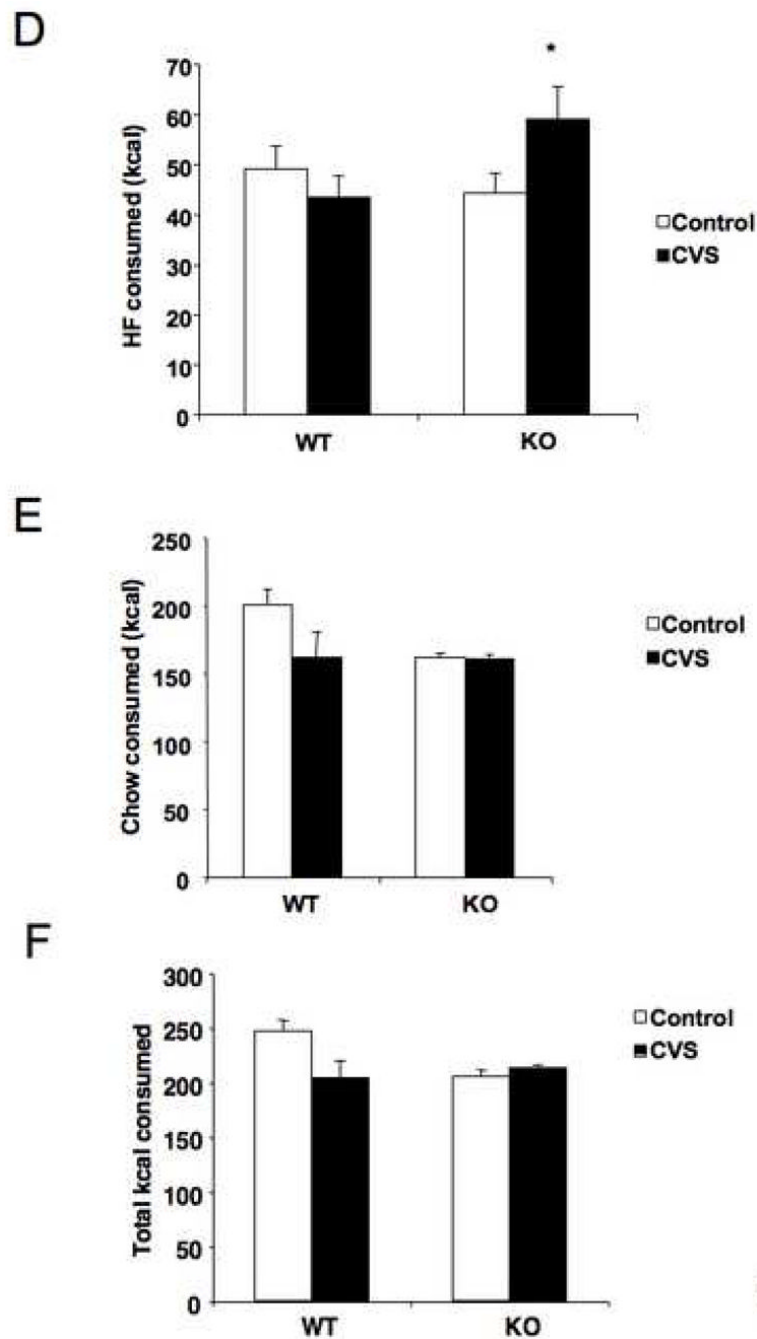 D
*
70
60
50
40
30
20
10
0
HF consumed (kcal)
WT KO
Control
CVS
E
250
200
150
100
50
0
Chow consumed (kcal)
WT KO
Control
CVS
F
300
250
200
150
100
50
0
Total kcal consumed
WT KO
Control
CVS